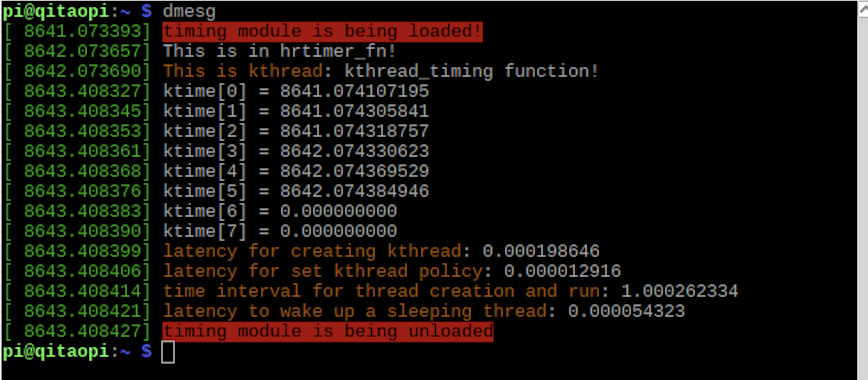 pi@qitaopi:~ $ dmesg
[ 8641.073393] timing module is being loaded!
[ 8642.073657] This is in hrtimer_fn!
[ 8642.073690] This is kthread: kthread_timing function!
[ 8643.408327] ktime[0] = 8641.074107195
[ 8643.408345] ktime[1] = 8641.074305841
[ 8643.408353] ktime[2] = 8641.074318757
[ 8643.408361] ktime[3] = 8642.074330623
[ 8643.408368] ktime[4] = 8642.074369529
[ 8643.408376] ktime[5] = 8642.074384946
[ 8643.408383] ktime[6] = 0.000000000
[ 8643.408390] ktime[7] = 0.000000000
[ 8643.408399] latency for creating kthread: 0.000198646
[ 8643.408406] latency for set kthread policy: 0.000012916
[ 8643.408414] time interval for thread creation and run: 1.000262334
[ 8643.408421] latency to wake up a sleeping thread: 0.000054323
[ 8643.408427] timing module is being unloaded
pi@qitaopi:~ $